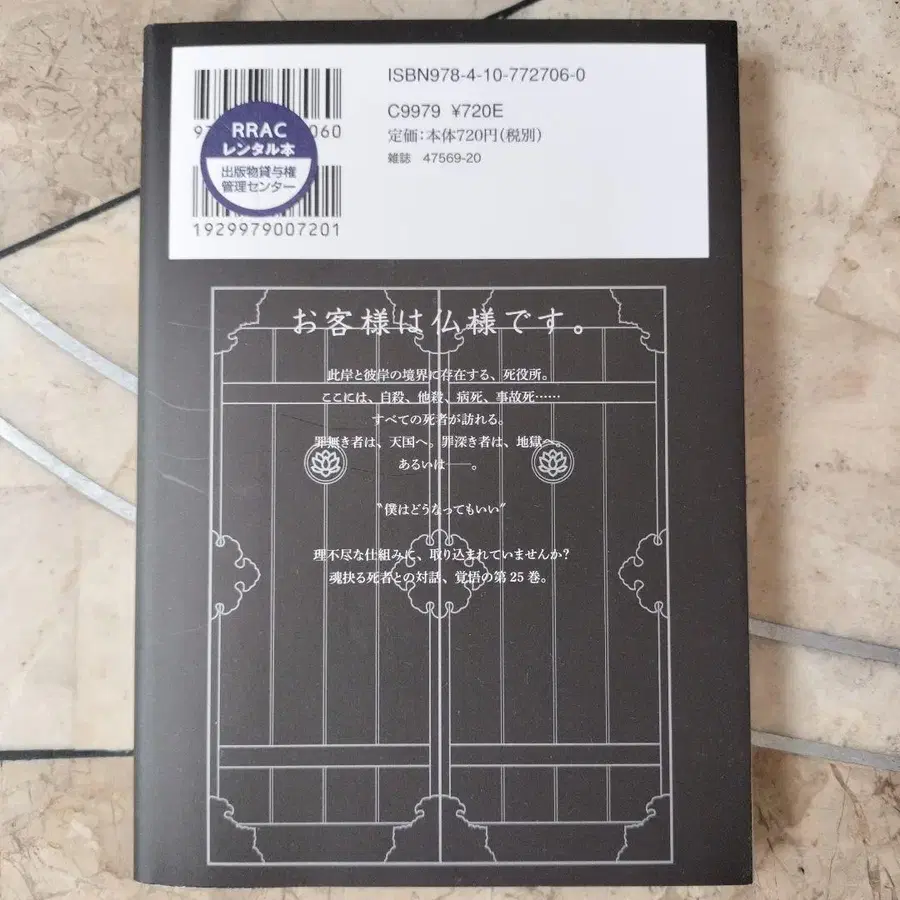 ISBN978-4-10-772706-0
C9979 ¥720E
定価:本体720円(税別)
雑誌 47569-20
9
060
RRAC
レンタル本
出版物貸与権
管理センター
1929979007201
お客様は仏様です。
此岸と彼岸の境界に存在する、死役所。
ここには、自殺、他殺、病死、事故死……
すべての死者が訪れる。
罪無き者は、天国へ。罪深き者は、地獄へ。
あるいは――。
〝僕はどうなってもいい〟
理不尽な仕組みに、取り込まれていませんか?
魂抉る死者との対話、覚悟の第25巻。